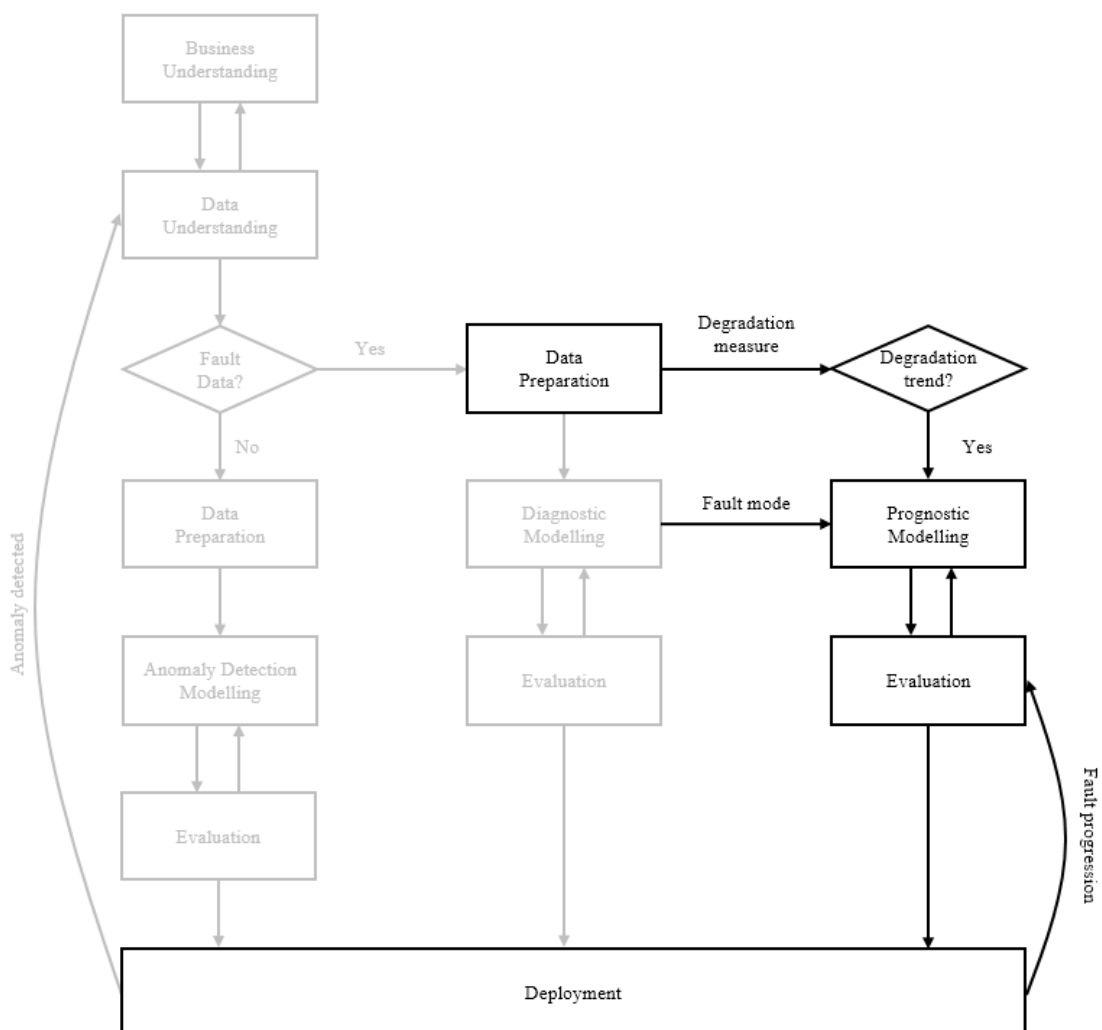 Business
Understanding
Data
Understanding
Fault
Data?
Yes
Data
Preparation
Degradation
measure
Degradation
trend?
No
Yes
Data
Preparation
Diagnostic
Modelling
Fault mode
Prognostic
Modelling
Anomaly detected
Anomaly Detection
Modelling
Evaluation
Evaluation
Evaluation
Fault progression
Deployment